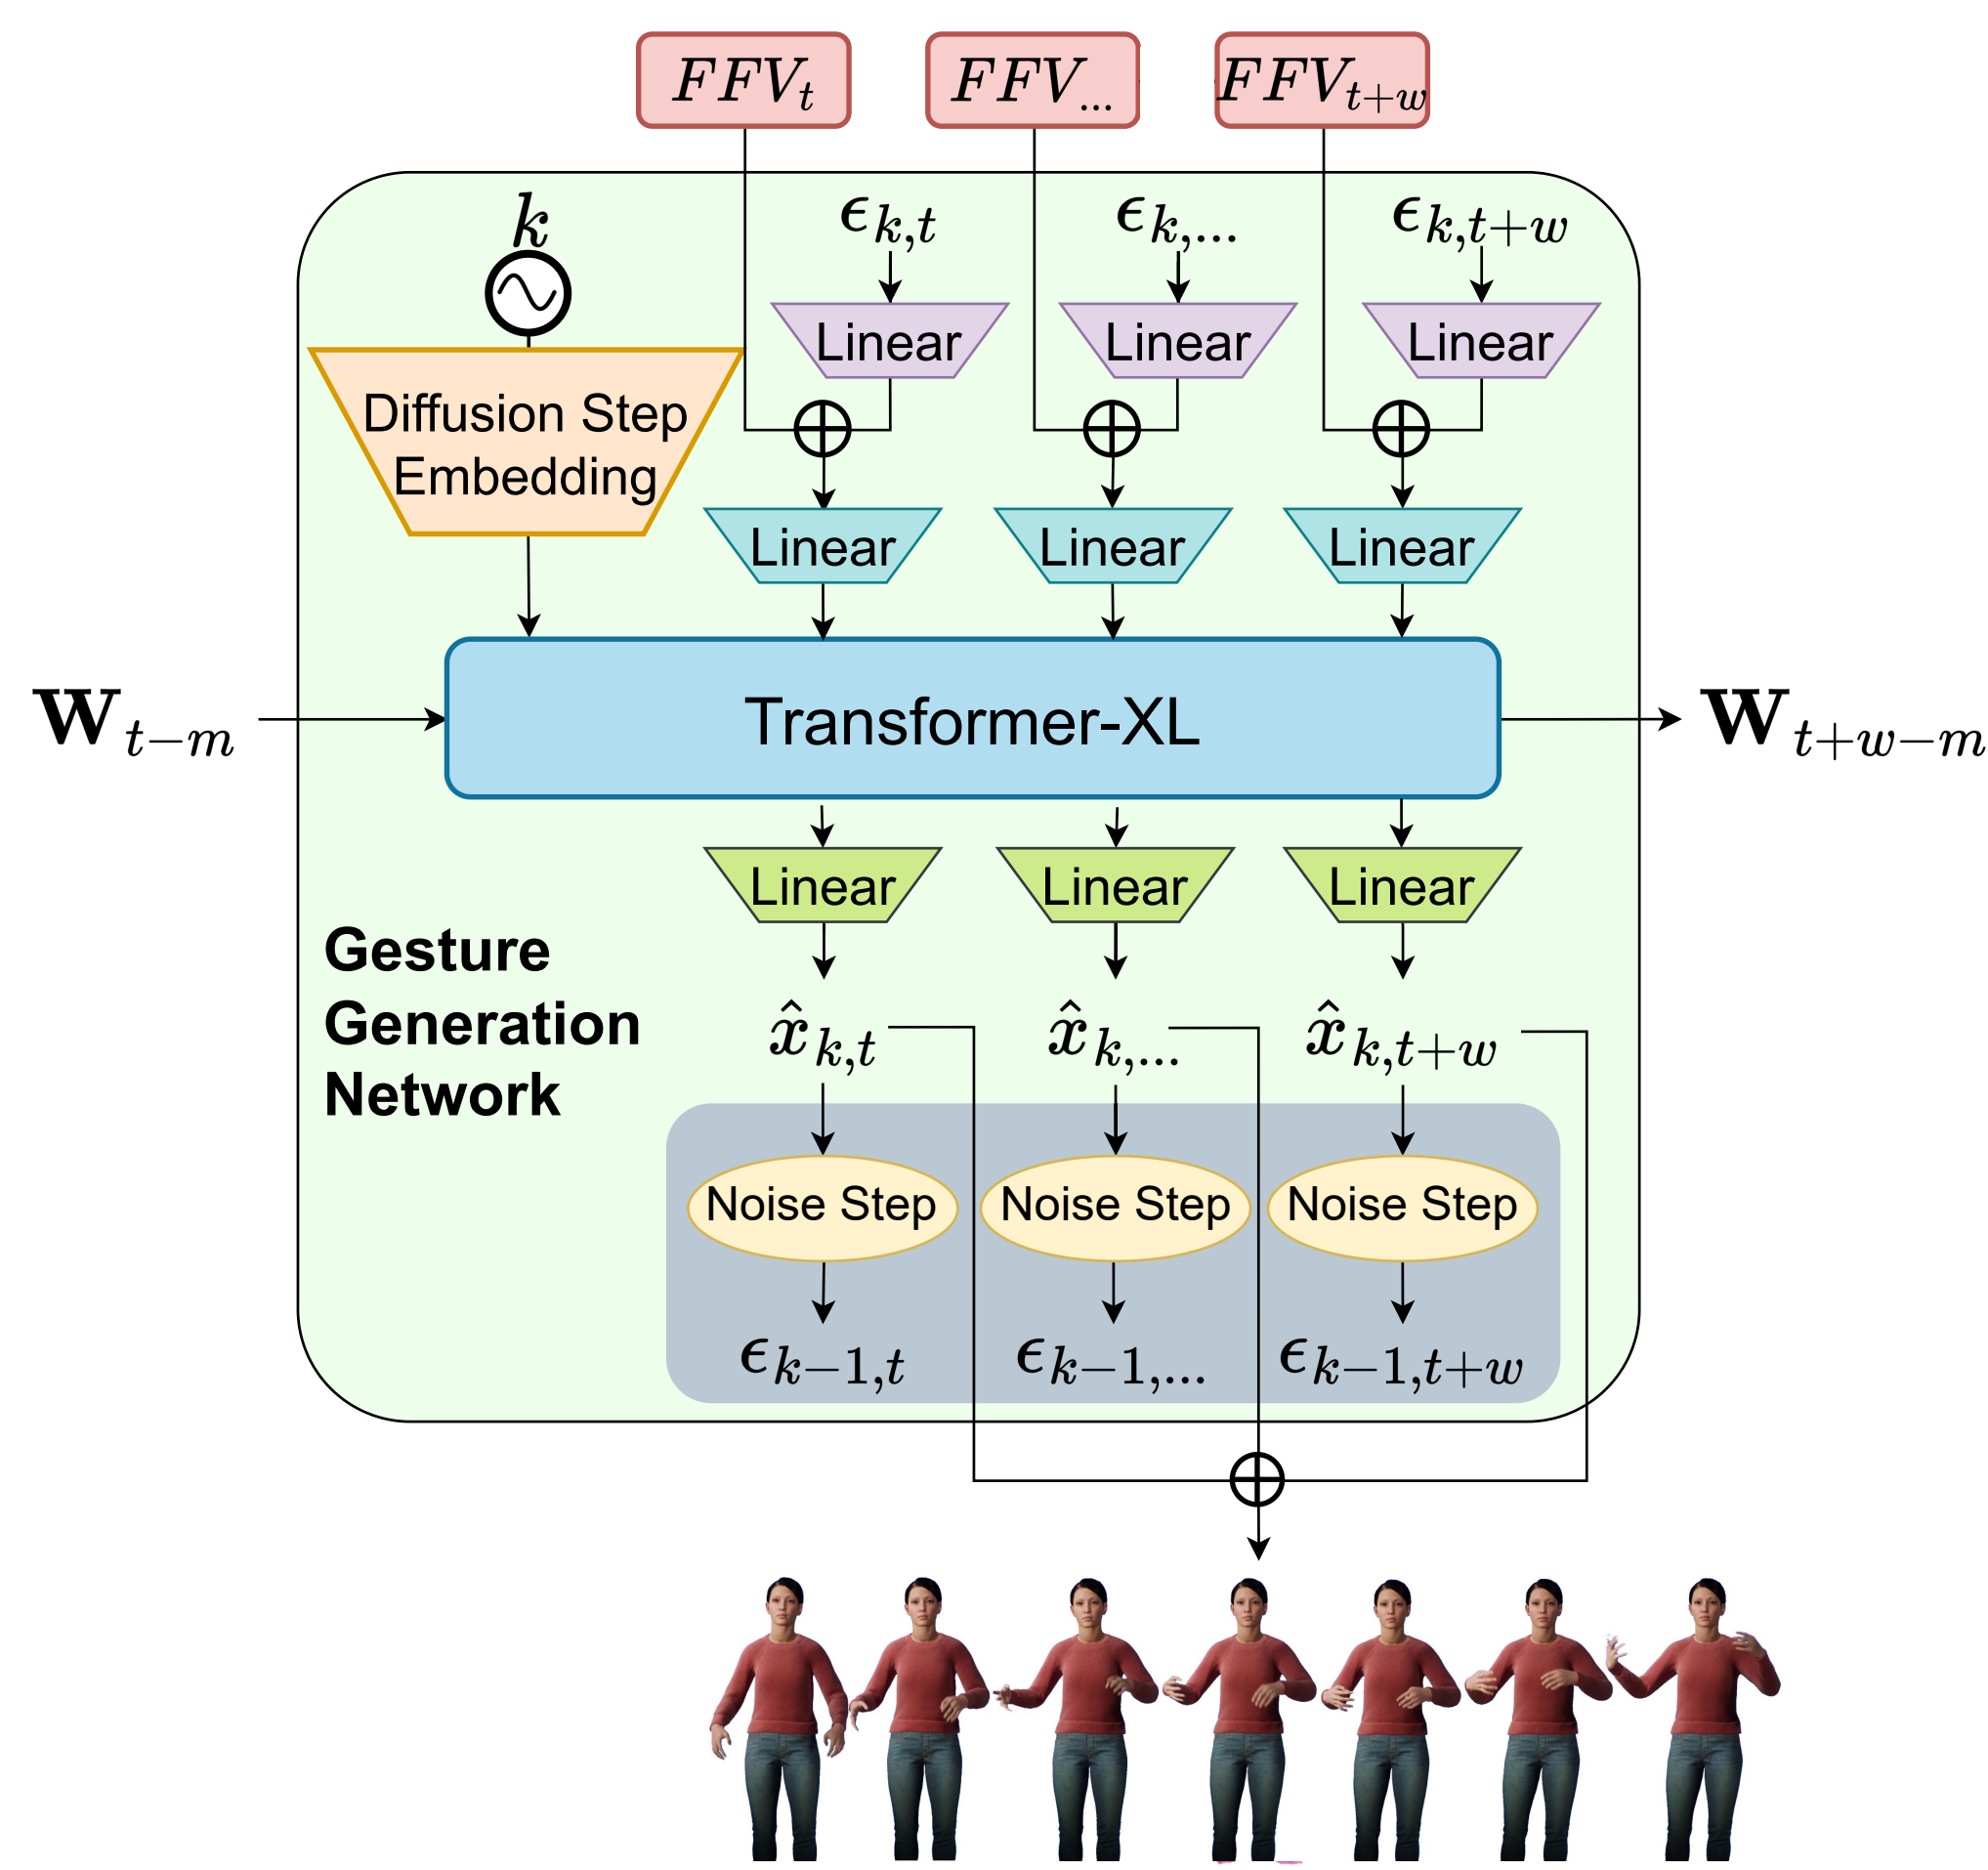 FFV_t FFV_... FFV_{t+w}
k ϵ_{k,t} ϵ_{k,...} ϵ_{k,t+w}
Linear Linear Linear
Diffusion Step
Embedding
Linear Linear Linear
W_{t−m} Transformer-XL W_{t+w−m}
Linear Linear Linear
Gesture
Generation
Network
x̂_{k,t} x̂_{k,...} x̂_{k,t+w}
Noise Step Noise Step Noise Step
ϵ_{k−1,t} ϵ_{k−1,...} ϵ_{k−1,t+w}